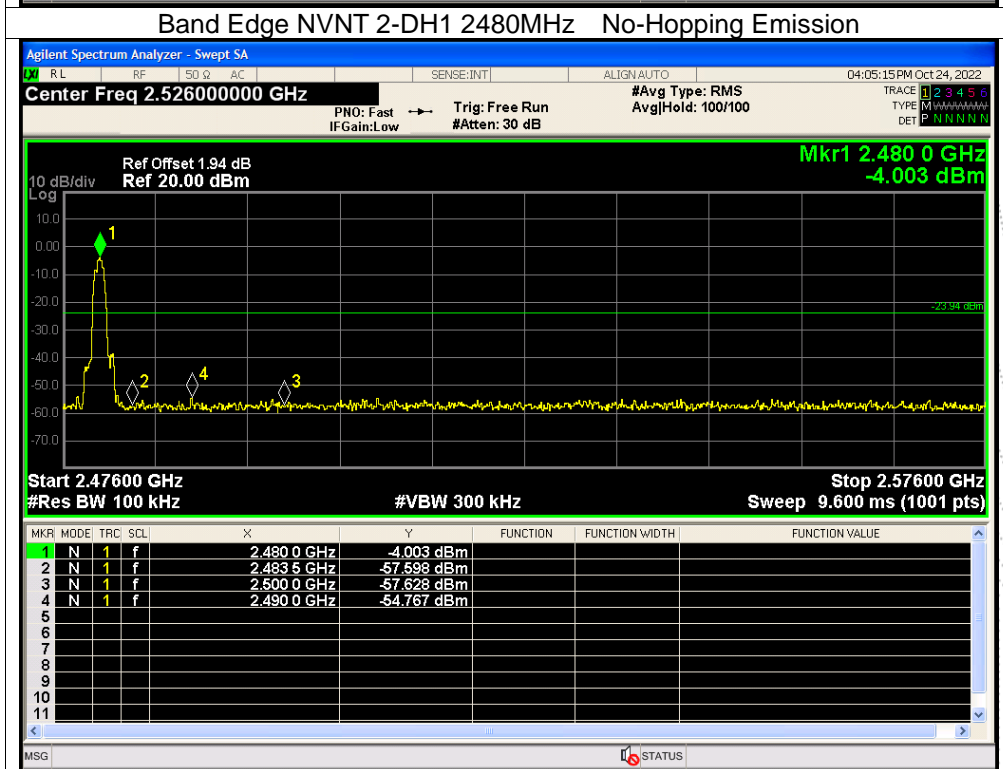 Band Edge NVNT 2-DH1 2480MHz No-Hopping Emission
Agilent Spectrum Analyzer - Swept SA
LXI RL RF 50 Ω AC SENSE:INT ALIGN AUTO 04:05:15 PM Oct 24, 2022
Center Freq 2.526000000 GHz #Avg Type: RMS TRACE 1 2 3 4 5 6
PNO: Fast Trig: Free Run Avg|Hold: 100/100 TYPE M WWWWW
IFGain:Low #Atten: 30 dB DET P N N N N N
Mkr1 2.480 0 GHz
Ref Offset 1.94 dB
10 dB/div Ref 20.00 dBm -4.003 dBm
Log
10.0
1
0.00
-10.0
-20.0
-23.94 dBm
-30.0
-40.0
-50.0 2 4 3
-60.0
-70.0
Start 2.47600 GHz Stop 2.57600 GHz
#Res BW 100 kHz #VBW 300 kHz Sweep 9.600 ms (1001 pts)
MKR MODE TRC SCL X Y FUNCTION FUNCTION WIDTH FUNCTION VALUE
1 N 1 f 2.480 0 GHz -4.003 dBm
2 N 1 f 2.483 5 GHz -57.598 dBm
3 N 1 f 2.500 0 GHz -57.628 dBm
4 N 1 f 2.490 0 GHz -54.767 dBm
5
6
7
8
9
10
11
MSG STATUS